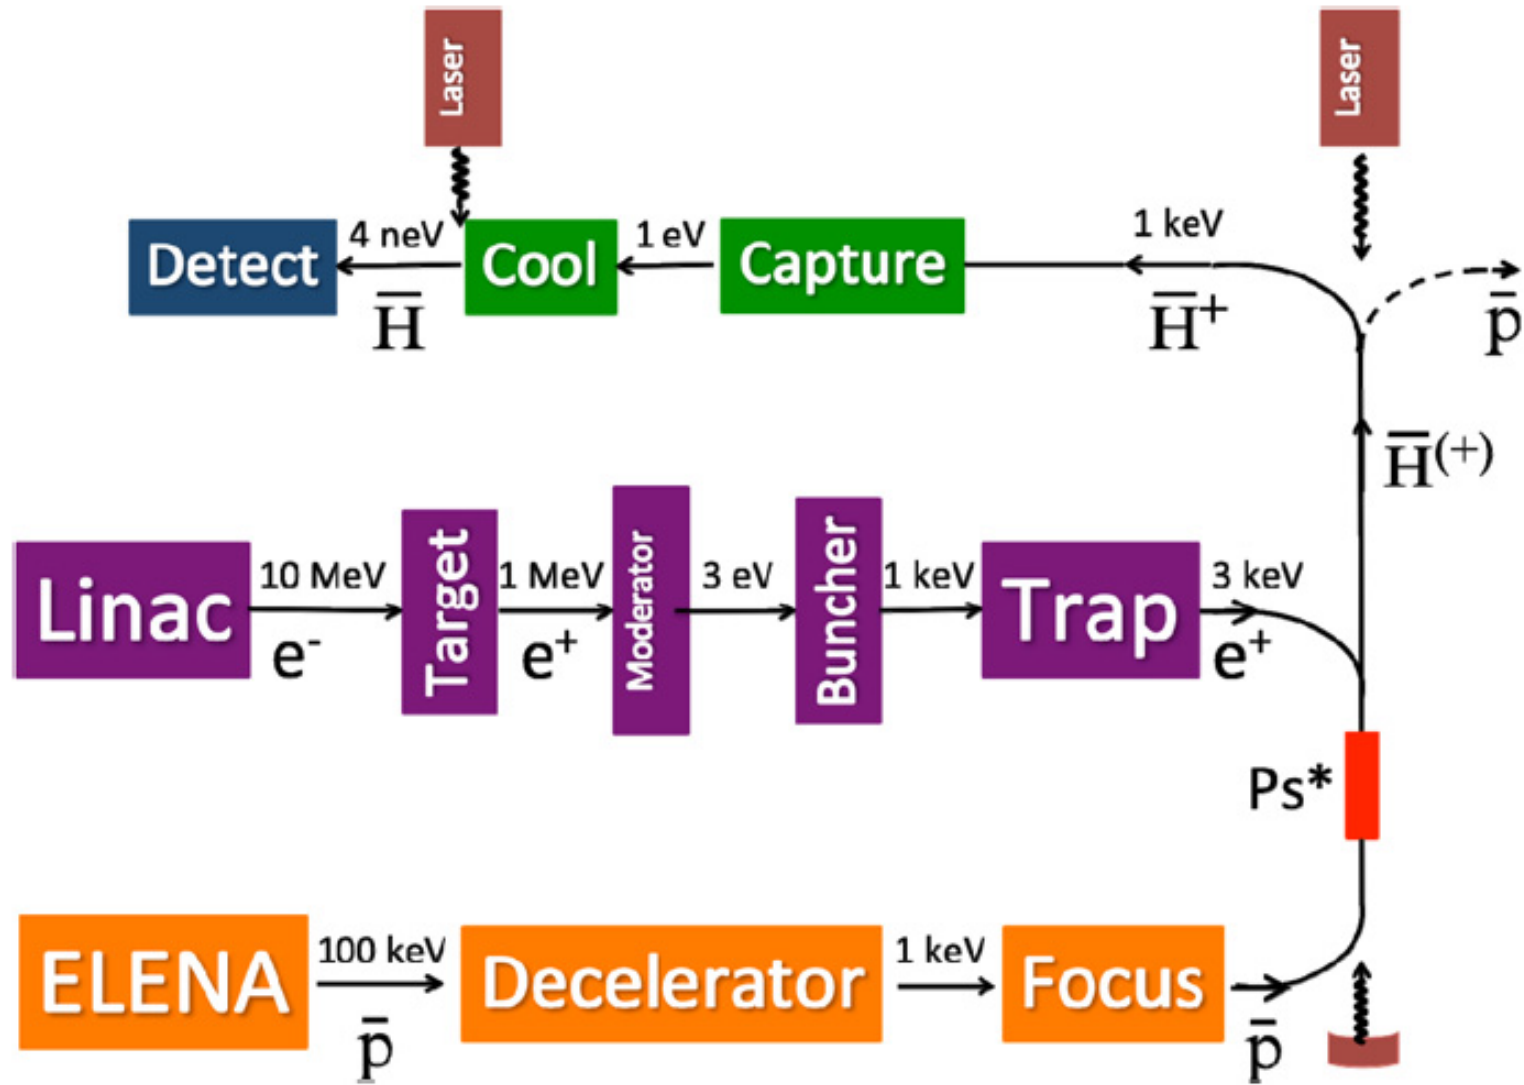 Laser
Laser
4 neV
1 eV
1 keV
Detect
Cool
Capture
H̅
H̅⁺
p̅
H̅⁽⁺⁾
10 MeV
1 MeV
3 eV
1 keV
3 keV
Linac
Target
Moderator
Buncher
Trap
e⁻
e⁺
e⁺
Ps*
100 keV
1 keV
ELENA
Decelerator
Focus
p̅
p̅